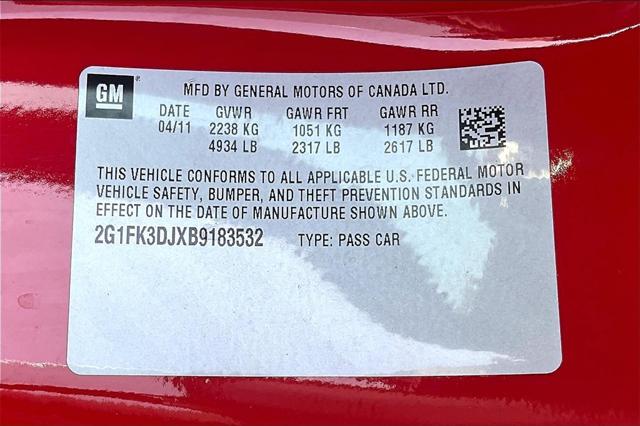 GM ® MFD BY GENERAL MOTORS OF CANADA LTD.
DATE GVWR GAWR FRT GAWR RR
04/11 2238 KG 1051 KG 1187 KG
4934 LB 2317 LB 2617 LB
THIS VEHICLE CONFORMS TO ALL APPLICABLE U.S. FEDERAL MOTOR
VEHICLE SAFETY, BUMPER, AND THEFT PREVENTION STANDARDS IN
EFFECT ON THE DATE OF MANUFACTURE SHOWN ABOVE.
2G1FK3DJXB9183532 TYPE: PASS CAR